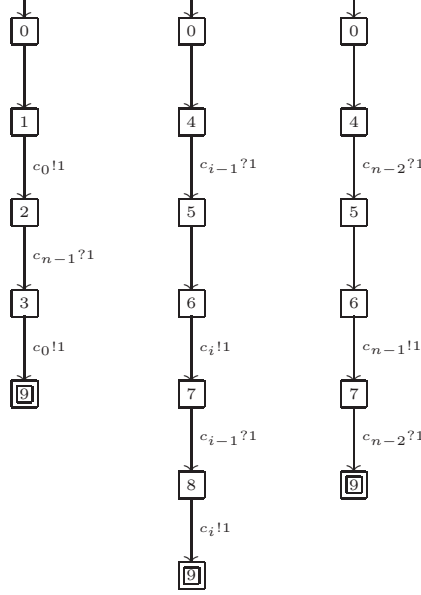 0 0 0
1 4 4
c_0!1 c_{i−1}?1 c_{n−2}?1
2 5 5
c_{n−1}?1
3 6 6
c_0!1 c_i!1 c_{n−1}!1
9 7 7
c_{i−1}?1 c_{n−2}?1
8 9
c_i!1
9